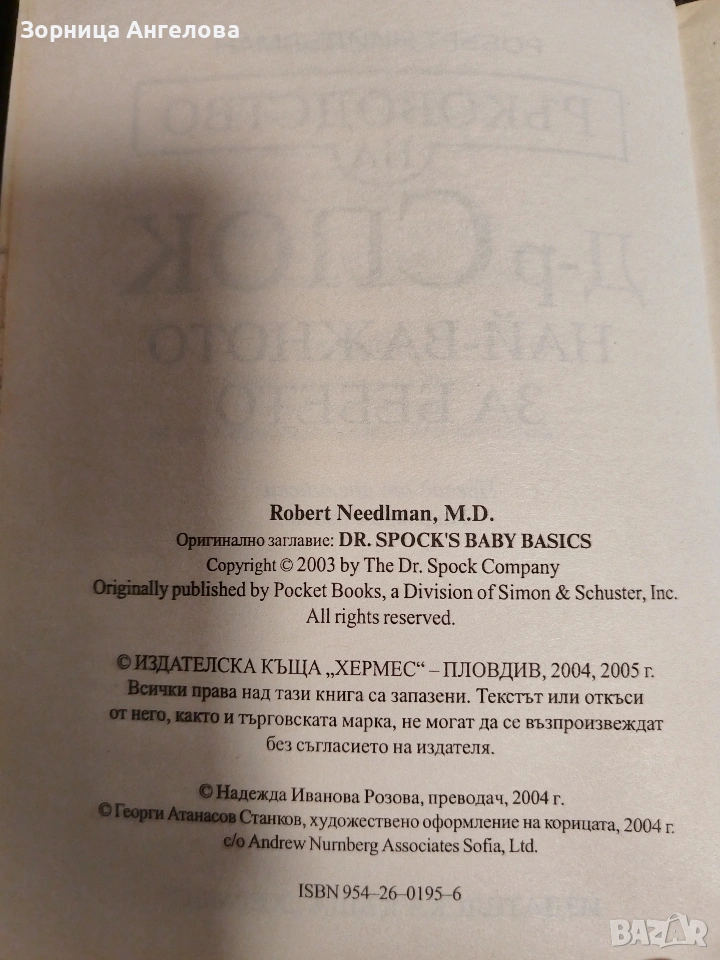 Зорница Ангелова
Robert Needlman, M.D.
Оригинално заглавие: DR. SPOCK'S BABY BASICS
Copyright © 2003 by The Dr. Spock Company
Originally published by Pocket Books, a Division of Simon & Schuster, Inc.
All rights reserved.
© ИЗДАТЕЛСКА КЪЩА „ХЕРМЕС“ – ПЛОВДИВ, 2004, 2005 г.
Всички права над тази книга са запазени. Текстът или откъси
от него, както и търговската марка, не могат да се възпроизвеждат
без съгласието на издателя.
© Надежда Иванова Розова, преводач, 2004 г.
© Георги Атанасов Станков, художествено оформление на корицата, 2004 г.
c/o Andrew Nurnberg Associates Sofia, Ltd.
ISBN 954–26–0195–6
BAZAR